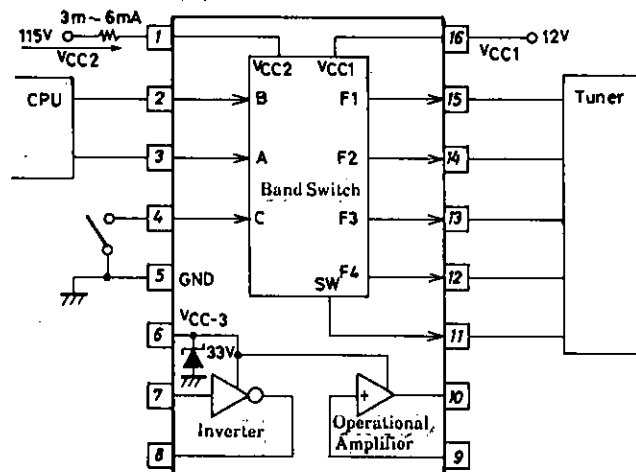 3m~6mA
115V
VCC2
1
16
12V
VCC1
VCC2
VCC1
CPU
2
B
F1
15
Tuner
3
A
F2
14
Band Switch
4
C
F3
13
5
GND
F4
12
SW
6
VCC-3
11
33V
7
10
Inverter
Operational
Amplifior
8
9